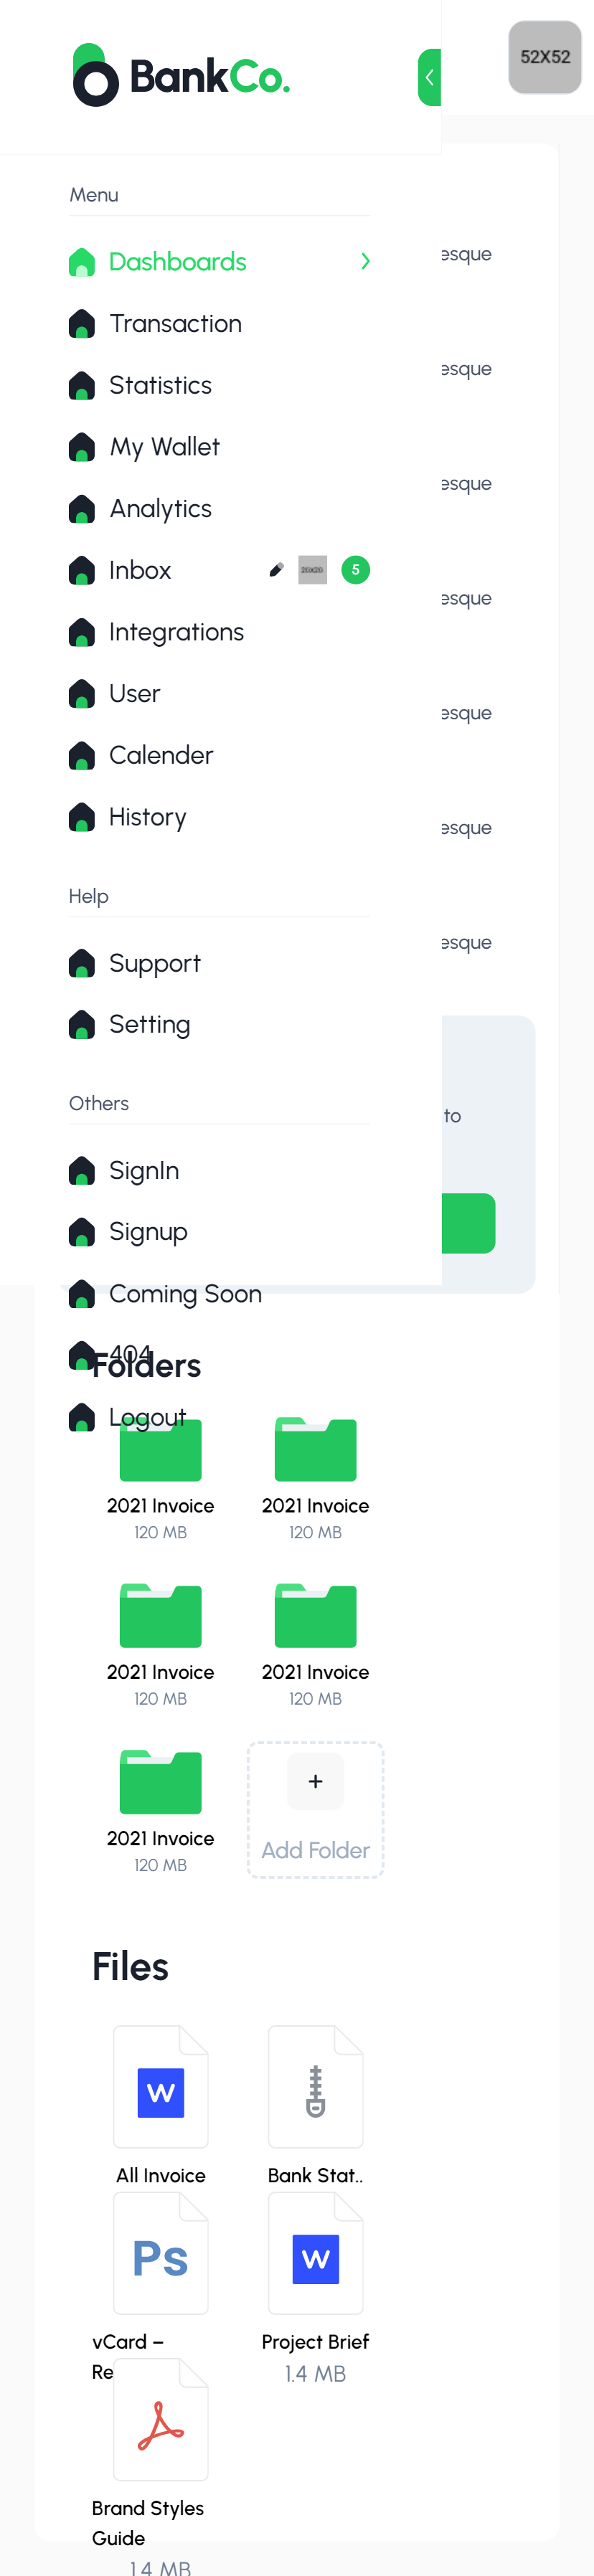 BankCo.
52X52
Menu
Dashboards
esque
Transaction
esque
Statistics
My Wallet
esque
Analytics
Inbox
20X20
5
esque
Integrations
User
esque
Calender
History
esque
Help
esque
Support
Setting
Others
to
SignIn
Signup
Coming Soon
404
Folders
Logout
2021 Invoice 2021 Invoice
120 MB 120 MB
2021 Invoice 2021 Invoice
120 MB 120 MB
2021 Invoice
120 MB
+
Add Folder
Files
W
All Invoice Bank Stat..
Ps W
vCard –
Re
Project Brief
1.4 MB
Brand Styles
Guide
1.4 MB